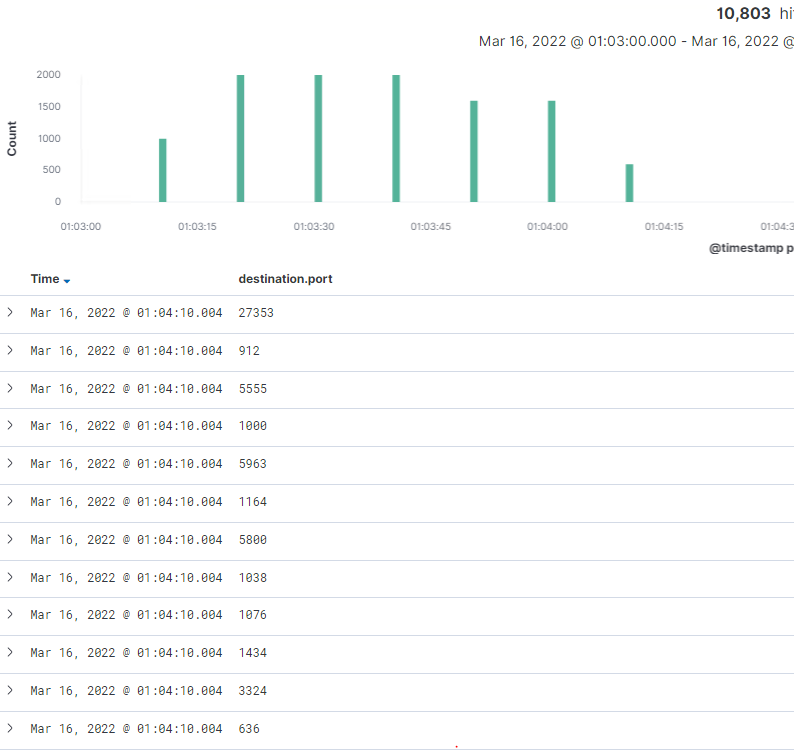 10,803 hi
Mar 16, 2022 @ 01:03:00.000 - Mar 16, 2022 @
2000
1500
1000
500
0
Count
01:03:00 01:03:15 01:03:30 01:03:45 01:04:00 01:04:15 01:04:3
@timestamp p
Time destination.port
Mar 16, 2022 @ 01:04:10.004 27353
Mar 16, 2022 @ 01:04:10.004 912
Mar 16, 2022 @ 01:04:10.004 5555
Mar 16, 2022 @ 01:04:10.004 1000
Mar 16, 2022 @ 01:04:10.004 5963
Mar 16, 2022 @ 01:04:10.004 1164
Mar 16, 2022 @ 01:04:10.004 5800
Mar 16, 2022 @ 01:04:10.004 1038
Mar 16, 2022 @ 01:04:10.004 1076
Mar 16, 2022 @ 01:04:10.004 1434
Mar 16, 2022 @ 01:04:10.004 3324
Mar 16, 2022 @ 01:04:10.004 636